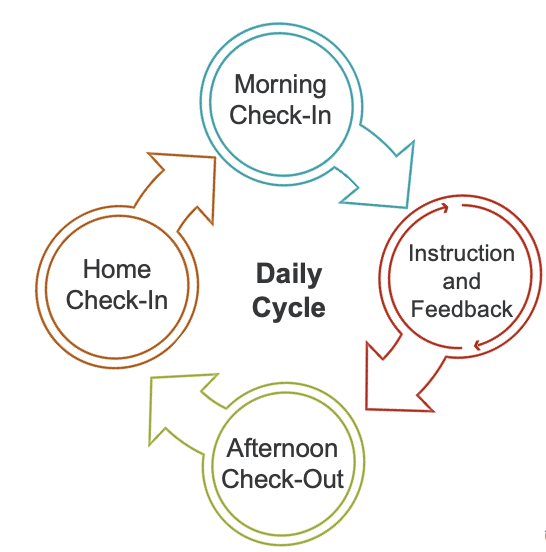 Morning
Check-In
Instruction
and
Feedback
Daily
Cycle
Home
Check-In
Afternoon
Check-Out